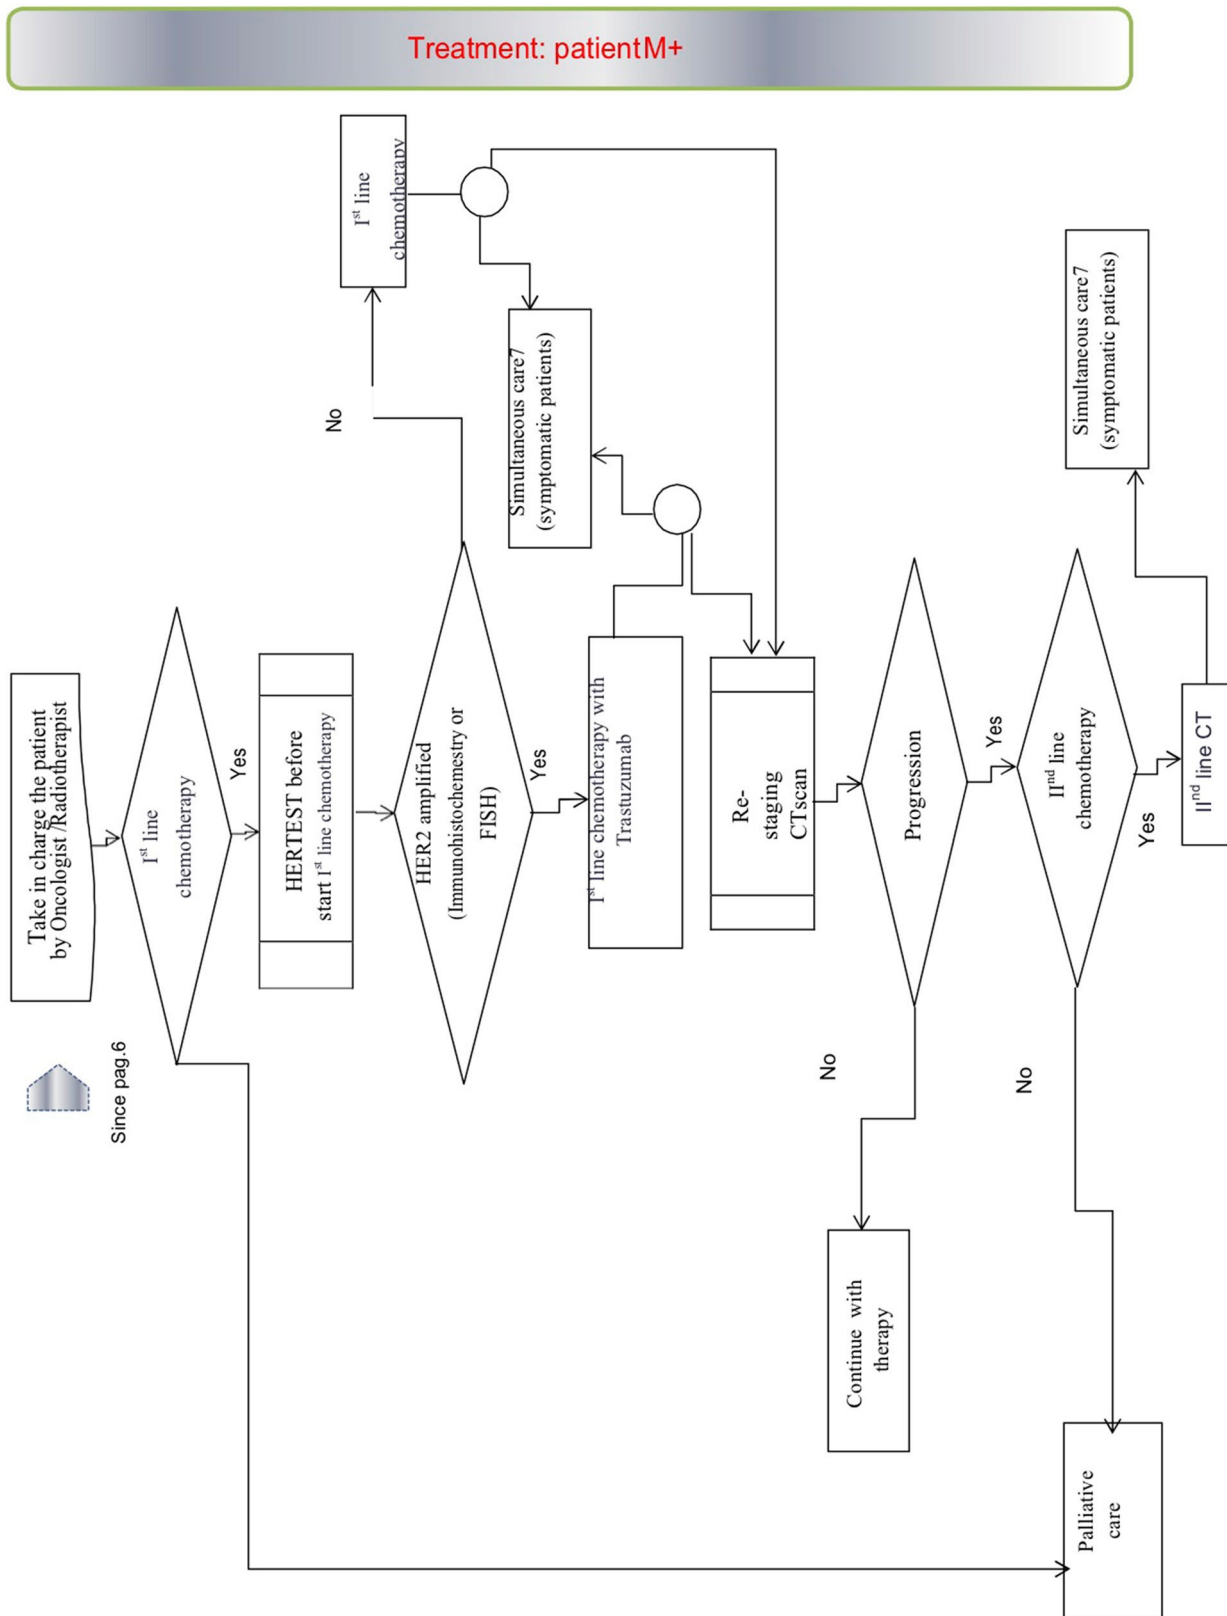 Treatment: patientM+
Take in charge the patient
by Oncologist /Radiotherapist
Since pag.6
Ist line
chemotherapy
Yes
HERTEST before
start Ist line chemotherapy
HER2 amplified
(Immunohistochemestry or
FISH)
No
Ist line
chemotherapy
Simultaneous care7
(symptomatic patients)
Yes
Ist line chemotherapy with
Trastuzumab
Re-
staging
CTscan
Progression
No
Continue with
therapy
Yes
IInd line
chemotherapy
No
Palliative
care
Yes
IInd line CT
Simultaneous care7
(symptomatic patients)